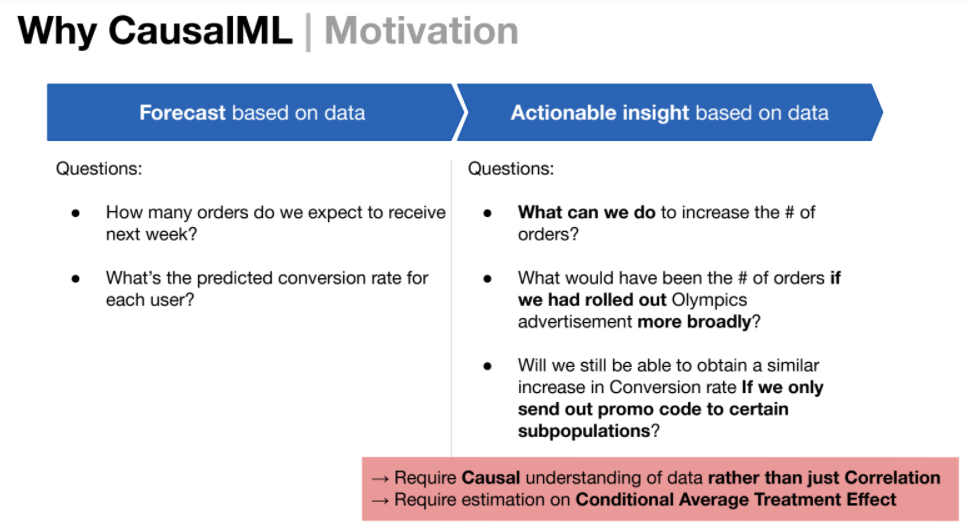 Why CausalML | Motivation
Forecast based on data
Actionable insight based on data
Questions:
● How many orders do we expect to receive
next week?
● What's the predicted conversion rate for
each user?
Questions:
● What can we do to increase the # of
orders?
● What would have been the # of orders if
we had rolled out Olympics
advertisement more broadly?
● Will we still be able to obtain a similar
increase in Conversion rate If we only
send out promo code to certain
subpopulations?
→ Require Causal understanding of data rather than just Correlation
→ Require estimation on Conditional Average Treatment Effect